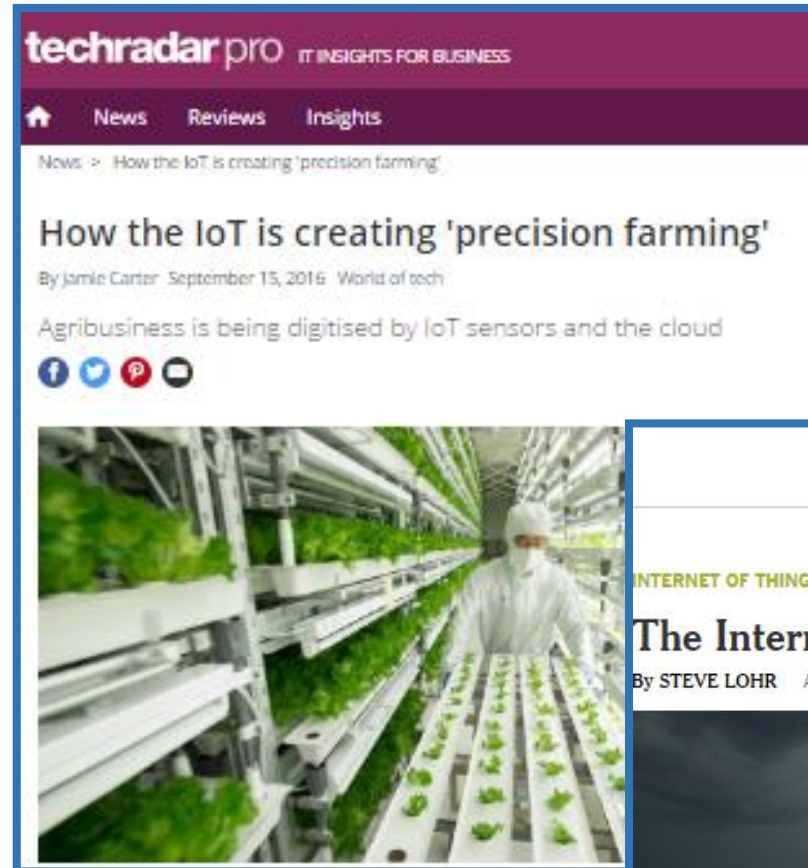 techradar pro IT INSIGHTS FOR BUSINESS
News Reviews Insights
News > How the IoT is creating 'precision farming'
How the IoT is creating 'precision farming'
By Jamie Carter September 15, 2016 World of tech
Agribusiness is being digitised by IoT sensors and the cloud
INTERNET OF THING
The Inter
By STEVE LOHR A